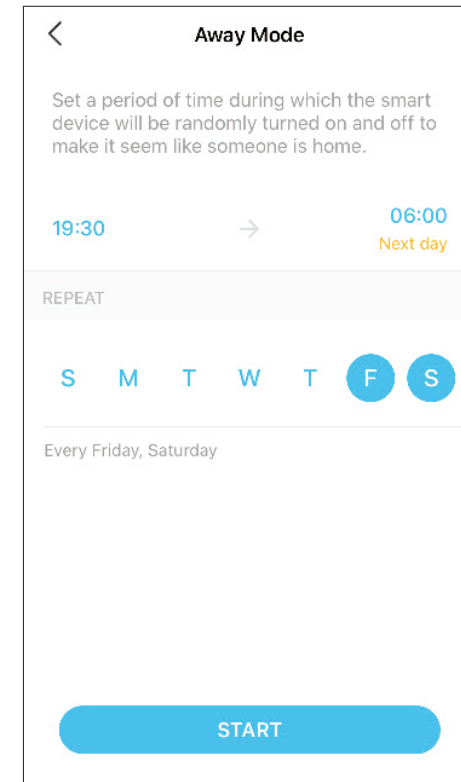 Away Mode
Set a period of time during which the smart
device will be randomly turned on and off to
make it seem like someone is home.
19:30 → 06:00
Next day
REPEAT
S M T W T F S
Every Friday, Saturday
START